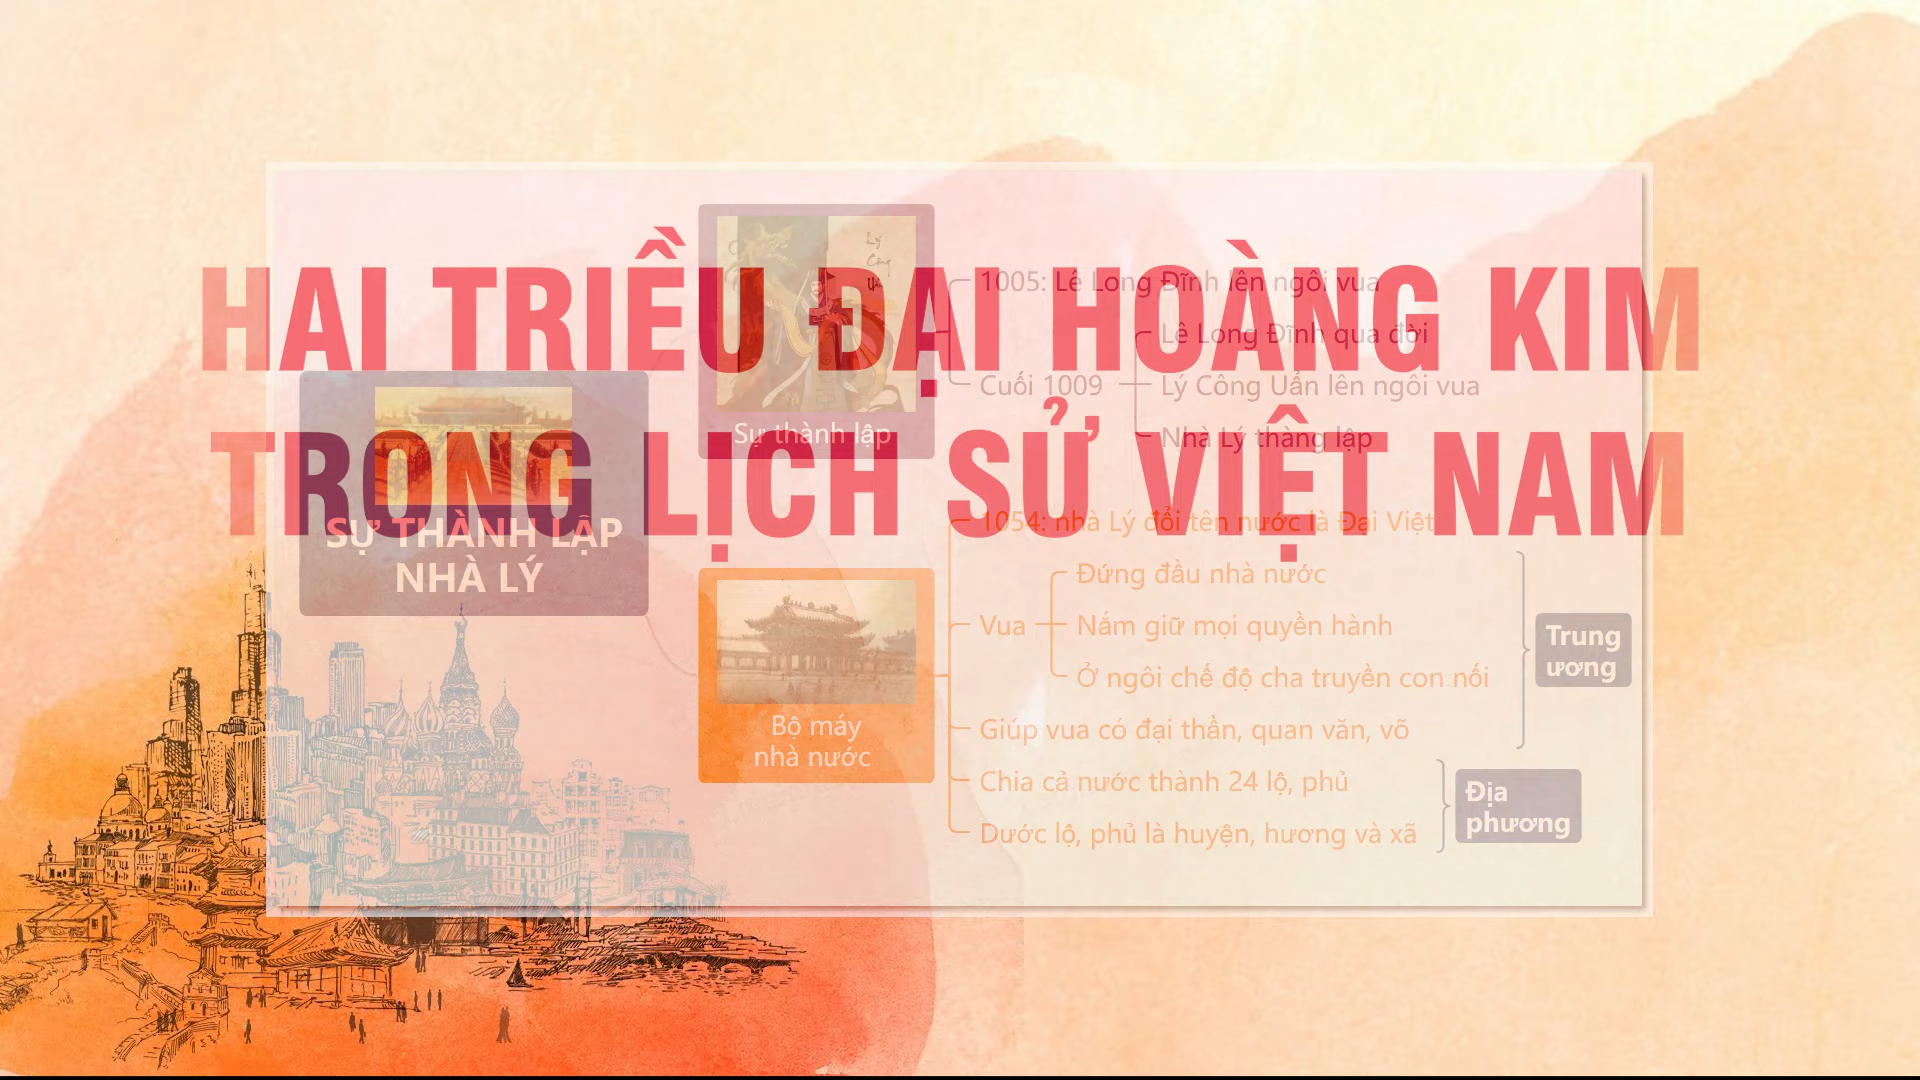 HAI TRIỀU ĐẠI HOÀNG KIM
TRONG LỊCH SỬ VIỆT NAM
SỰ THÀNH LẬP
NHÀ LÝ
Lý
Công
Uẩn
Sự thành lập
1005: Lê Long Đĩnh lên ngôi vua
Cuối 1009
Lê Long Đĩnh qua đời
Lý Công Uẩn lên ngôi vua
Nhà Lý thàng lập
Bộ máy
nhà nước
1054: nhà Lý đổi tên nước là Đại Việt
Vua
Đứng đầu nhà nước
Nắm giữ mọi quyền hành
Ở ngôi chế độ cha truyền con nối
Giúp vua có đại thần, quan văn, võ
Trung
ương
Chia cả nước thành 24 lộ, phủ
Dước lộ, phủ là huyện, hương và xã
Địa
phương